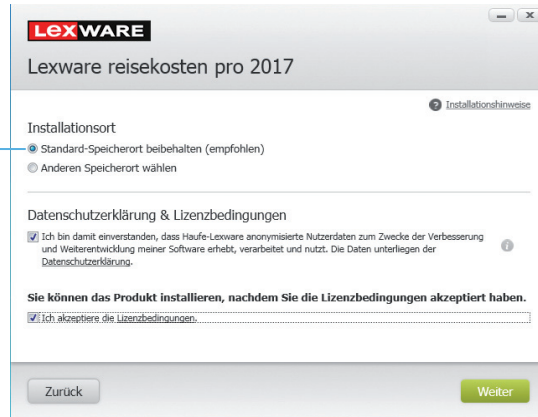 LEXWARE
Lexware reisekosten pro 2017
Installationshinweise
Installationsort
Standard-Speicherort beibehalten (empfohlen)
Anderen Speicherort wählen
Datenschutzerklärung & Lizenzbedingungen
Ich bin damit einverstanden, dass Haufe-Lexware anonymisierte Nutzerdaten zum Zwecke der Verbesserung
und Weiterentwicklung meiner Software erhebt, verarbeitet und nutzt. Die Daten unterliegen der
Datenschutzerklärung.
Sie können das Produkt installieren, nachdem Sie die Lizenzbedingungen akzeptiert haben.
Ich akzeptiere die Lizenzbedingungen.
Zurück
Weiter